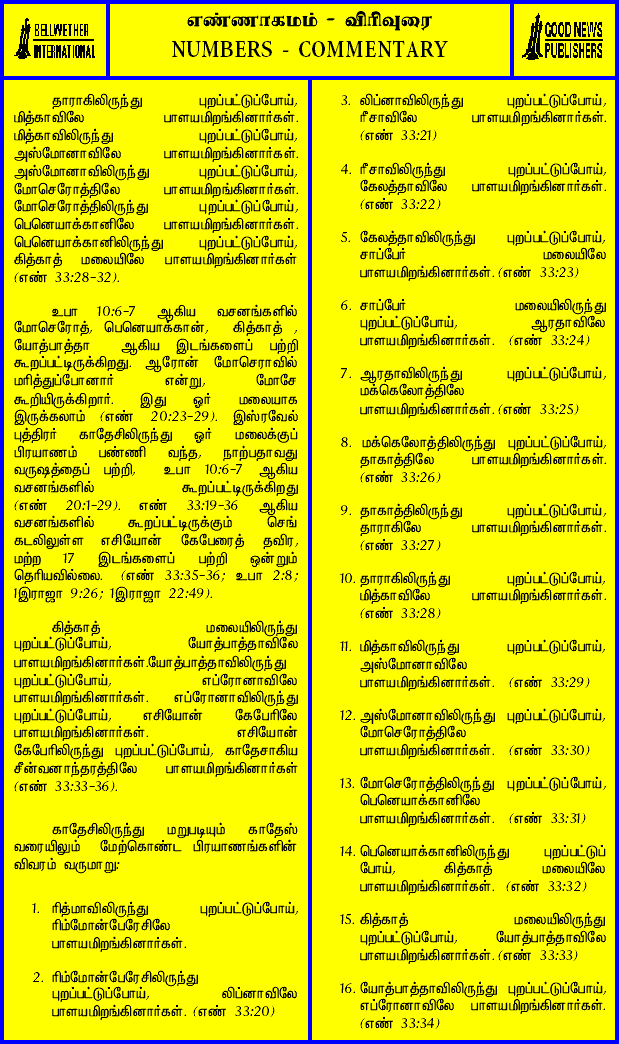 BELLWETHER
INTERNATIONAL
எண்ணாகமம் - விரிவுரை
NUMBERS - COMMENTARY
GOOD NEWS
PUBLISHERS
தாராகிலிருந்து புறப்பட்டுப்போய்,
மித்காவிலே பாளயமிறங்கினார்கள்.
மித்காவிலிருந்து புறப்பட்டுப்போய்,
அஸ்மோனாவிலே பாளயமிறங்கினார்கள்.
அஸ்மோனாவிலிருந்து புறப்பட்டுப்போய்,
மோசெரோத்திலே பாளயமிறங்கினார்கள்.
மோசெரோத்திலிருந்து புறப்பட்டுப்போய்,
பெனெயாக்கானிலே பாளயமிறங்கினார்கள்.
பெனெயாக்கானிலிருந்து புறப்பட்டுப்போய்,
கித்காத் மலையிலே பாளயமிறங்கினார்கள்
(எண் 33:28-32).
உபா 10:6-7 ஆகிய வசனங்களில்
மோசெரோத், பெனெயாக்கான், கித்காத் ,
யோத்பாத்தா ஆகிய இடங்களைப் பற்றி
கூறப்பட்டிருக்கிறது. ஆரோன் மோசெராவில்
மரித்துப்போனார் என்று, மோசே
கூறியிருக்கிறார். இது ஓர் மலையாக
இருக்கலாம் (எண் 20:23-29). இஸ்ரவேல்
புத்திரர் காதேசிலிருந்து ஓர் மலைக்குப்
பிரயாணம் பண்ணி வந்த, நாற்பதாவது
வருஷத்தைப் பற்றி, உபா 10:6-7 ஆகிய
வசனங்களில் கூறப்பட்டிருக்கிறது
(எண் 20:1-29). எண் 33:19-36 ஆகிய
வசனங்களில் கூறப்பட்டிருக்கும் செங்
கடலிலுள்ள எசியோன் கேபேரைத் தவிர,
மற்ற 17 இடங்களைப் பற்றி ஒன்றும்
தெரியவில்லை. (எண் 33:35-36; உபா 2:8;
1இராஜா 9:26; 1இராஜா 22:49).
கித்காத் மலையிலிருந்து
புறப்பட்டுப்போய், யோத்பாத்தாவிலே
பாளயமிறங்கினார்கள்.யோத்பாத்தாவிலிருந்து
புறப்பட்டுப்போய், எப்ரோனாவிலே
பாளயமிறங்கினார்கள். எப்ரோனாவிலிருந்து
புறப்பட்டுப்போய், எசியோன் கேபேரிலே
பாளயமிறங்கினார்கள். எசியோன்
கேபேரிலிருந்து புறப்பட்டுப்போய், காதேசாகிய
சீன்வனாந்தரத்திலே பாளயமிறங்கினார்கள்
(எண் 33:33-36).
காதேசிலிருந்து மறுபடியும் காதேஸ்
வரையிலும் மேற்கொண்ட பிரயாணங்களின்
விவரம் வருமாறு:
1. ரித்மாவிலிருந்து புறப்பட்டுப்போய்,
ரிம்மோன்பேரேசிலே
பாளயமிறங்கினார்கள்.
2. ரிம்மோன்பேரேசிலிருந்து
புறப்பட்டுப்போய், லிப்னாவிலே
பாளயமிறங்கினார்கள். (எண் 33:20)
3. லிப்னாவிலிருந்து புறப்பட்டுப்போய்,
ரீசாவிலே பாளயமிறங்கினார்கள்.
(எண் 33:21)
4. ரீசாவிலிருந்து புறப்பட்டுப்போய்,
கேலத்தாவிலே பாளயமிறங்கினார்கள்.
(எண் 33:22)
5. கேலத்தாவிலிருந்து புறப்பட்டுப்போய்,
சாப்பேர் மலையிலே
பாளயமிறங்கினார்கள். (எண் 33:23)
6. சாப்பேர் மலையிலிருந்து
புறப்பட்டுப்போய், ஆரதாவிலே
பாளயமிறங்கினார்கள். (எண் 33:24)
7. ஆரதாவிலிருந்து புறப்பட்டுப்போய்,
மக்கெலோத்திலே
பாளயமிறங்கினார்கள். (எண் 33:25)
8. மக்கெலோத்திலிருந்து புறப்பட்டுப்போய்,
தாகாத்திலே பாளயமிறங்கினார்கள்.
(எண் 33:26)
9. தாகாத்திலிருந்து புறப்பட்டுப்போய்,
தாராகிலே பாளயமிறங்கினார்கள்.
(எண் 33:27)
10. தாராகிலிருந்து புறப்பட்டுப்போய்,
மித்காவிலே பாளயமிறங்கினார்கள்.
(எண் 33:28)
11. மித்காவிலிருந்து புறப்பட்டுப்போய்,
அஸ்மோனாவிலே
பாளயமிறங்கினார்கள். (எண் 33:29)
12. அஸ்மோனாவிலிருந்து புறப்பட்டுப்போய்,
மோசெரோத்திலே
பாளயமிறங்கினார்கள். (எண் 33:30)
13. மோசெரோத்திலிருந்து புறப்பட்டுப்போய்,
பெனெயாக்கானிலே
பாளயமிறங்கினார்கள். (எண் 33:31)
14. பெனெயாக்கானிலிருந்து புறப்பட்டுப்
போய், கித்காத் மலையிலே
பாளயமிறங்கினார்கள். (எண் 33:32)
15. கித்காத் மலையிலிருந்து
புறப்பட்டுப்போய், யோத்பாத்தாவிலே
பாளயமிறங்கினார்கள். (எண் 33:33)
16. யோத்பாத்தாவிலிருந்து புறப்பட்டுப்போய்,
எப்ரோனாவிலே பாளயமிறங்கினார்கள்.
(எண் 33:34)